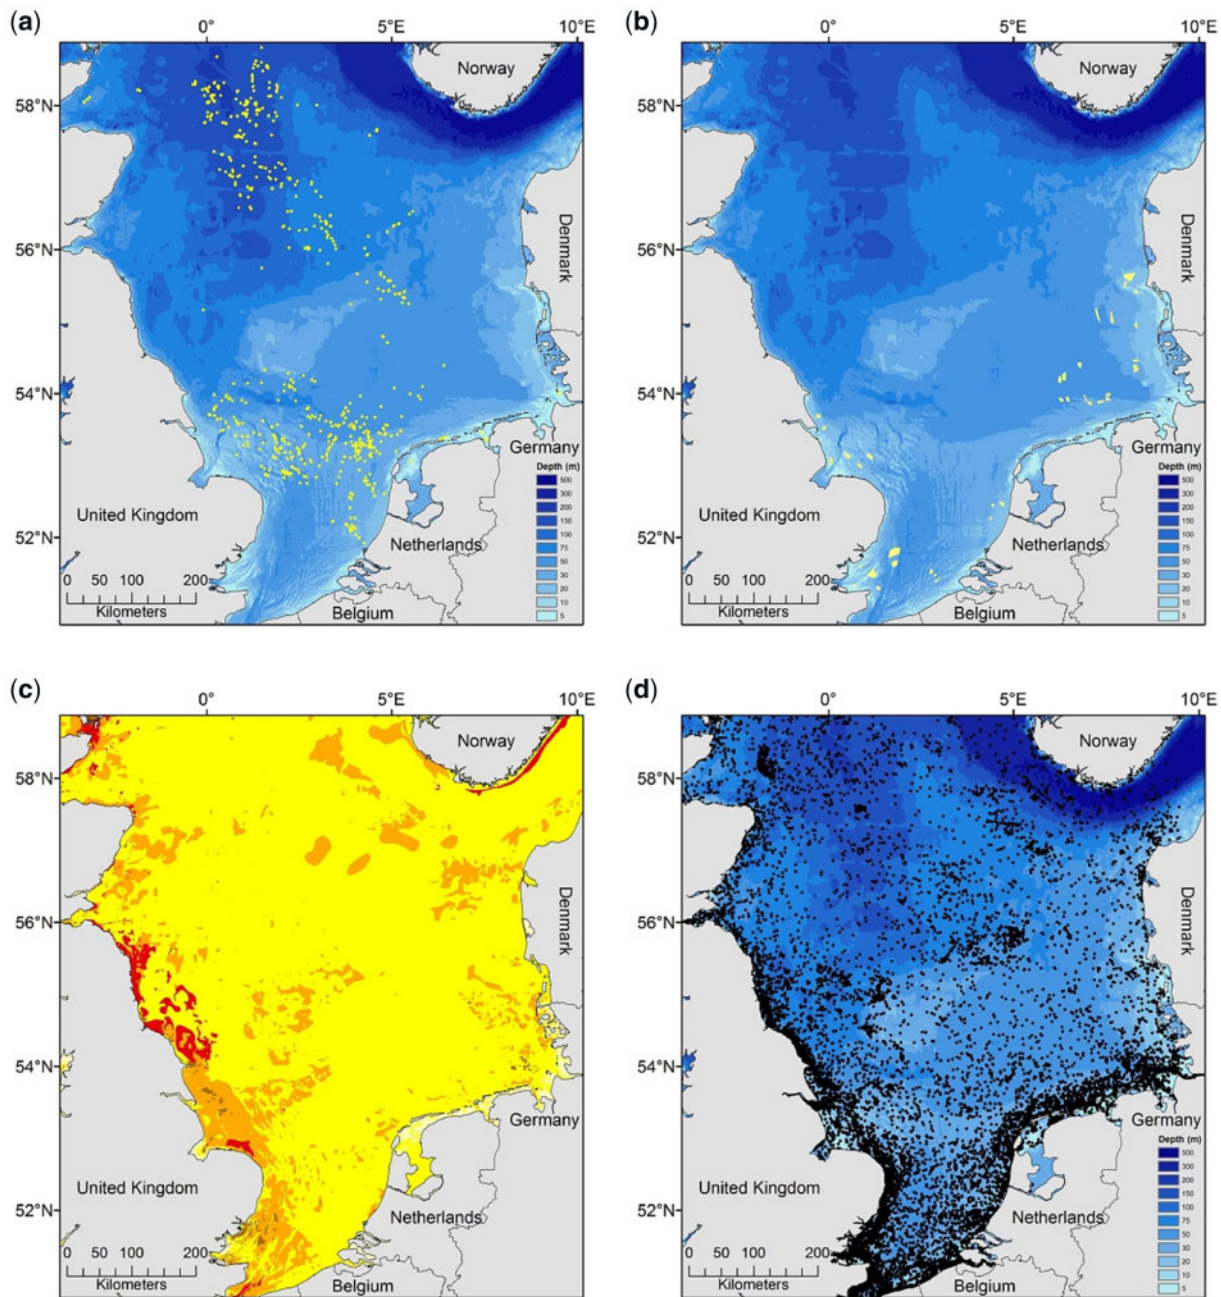 (a)
0°
5°E
10°E
58°N
56°N
54°N
52°N
Norway
Denmark
Germany
United Kingdom
Netherlands
Belgium
0 50 100 200
Kilometers
Depth (m)
500
300
200
150
100
75
50
30
20
10
5
(b)
0°
5°E
10°E
58°N
56°N
54°N
52°N
Norway
Denmark
Germany
United Kingdom
Netherlands
Belgium
0 50 100 200
Kilometers
Depth (m)
500
300
200
150
100
75
50
30
20
10
5
(c)
0°
5°E
10°E
58°N
56°N
54°N
52°N
Norway
Denmark
Germany
United Kingdom
Netherlands
Belgium
0 50 100 200
Kilometers
(d)
0°
5°E
10°E
58°N
56°N
54°N
52°N
Norway
Denmark
Germany
United Kingdom
Netherlands
Belgium
0 50 100 200
Kilometers
Depth (m)
500
300
200
150
100
75
50
30
20
10
5